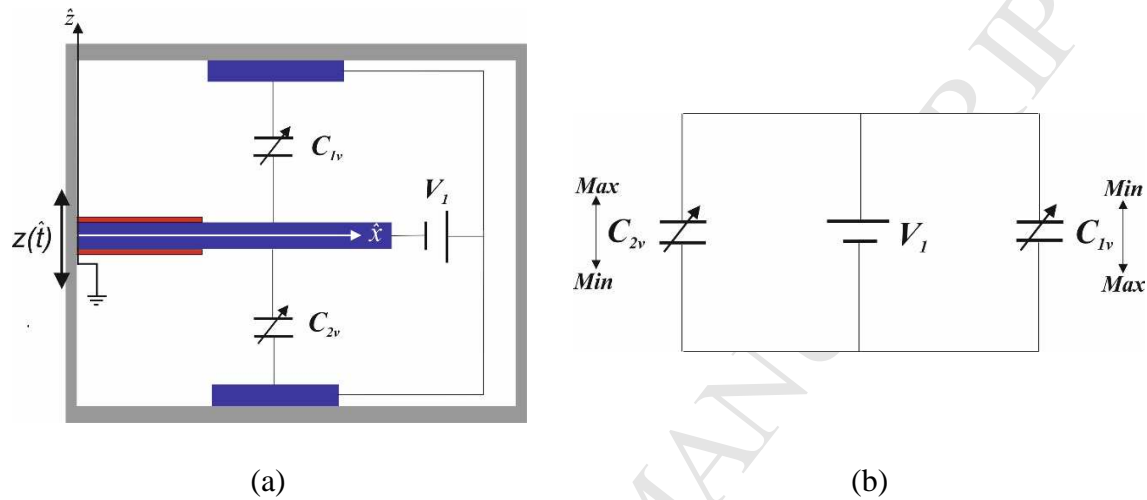 ẑ
C1v
V1
z(t̂)
x̂
C2v
(a)
Max
C2v
Min
V1
Min
C1v
Max
(b)